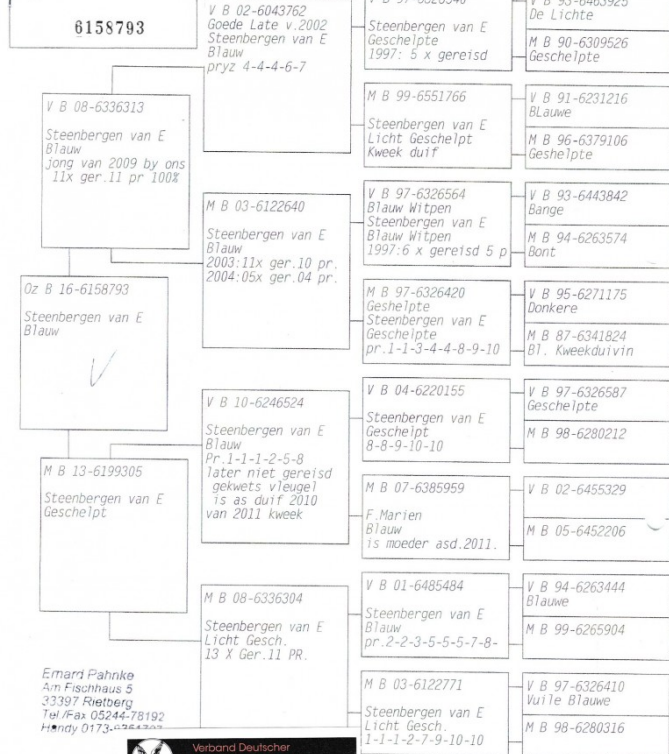 6158793
Oz B 16-6158793
Steenbergen van E
Blauw
V B 08-6336313
Steenbergen van E
Blauw
jong van 2009 by ons
11x ger.11 pr 100%
M B 13-6199305
Steenbergen van E
Geschelpt
V B 02-6043762
Goede Late v.2002
Steenbergen van E
Blauw
pryz 4-4-4-6-7
M B 03-6122640
Steenbergen van E
Blauw
2003:11x ger.10 pr.
2004:05x ger.04 pr.
V B 10-6246524
Steenbergen van E
Blauw
Pr.1-1-1-2-5-8
later niet gereisd
gekwets vleugel
is as duif 2010
van 2011 kweek
M B 08-6336304
Steenbergen van E
Licht Gesch.
13 X Ger.11 PR.
Steenbergen van E
Geschelpte
1997: 5 x gereisd
M B 99-6551766
Steenbergen van E
Licht Geschelpt
Kweek duif
V B 97-6326564
Blauw Witpen
Steenbergen van E
Blauw Witpen
1997:6 x gereisd 5 p
M B 97-6326420
Geshelpte
Steenbergen van E
Geschelpte
pr.1-1-3-4-4-8-9-10
V B 04-6220155
Steenbergen van E
Geschelpt
8-8-9-10-10
M B 07-6385959
F.Marien
Blauw
is moeder asd.2011.
V B 01-6485484
Steenbergen van E
Blauw
pr.2-2-3-5-5-5-7-8-
M B 03-6122771
Steenbergen van E
Licht Gesch.
1-1-1-2-7-9-10-10
De Lichte
M B 90-6309526
Geschelpte
V B 91-6231216
BLauwe
M B 96-6379106
Geshelpte
V B 93-6443842
Bange
M B 94-6263574
Bont
V B 95-6271175
Donkere
M B 87-6341824
Bl. Kweekduivin
V B 97-6326587
Geschelpte
M B 98-6280212
V B 02-6455329
M B 05-6452206
V B 94-6263444
Blauwe
M B 99-6265904
V B 97-6326410
Vuile Blauwe
M B 98-6280316
Ernard Pahnke
Am Fischhaus 5
33397 Rietberg
Tel./Fax 05244-78192
Handy
Verband Deutscher